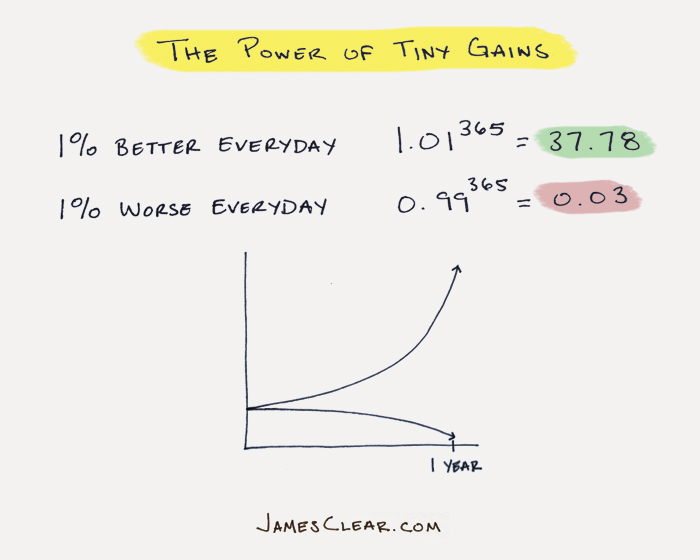 THE POWER OF TINY GAINS
1% BETTER EVERYDAY 1.01^365 = 37.78
1% WORSE EVERYDAY 0.99^365 = 0.03
1 YEAR
JAMESCLEAR.COM